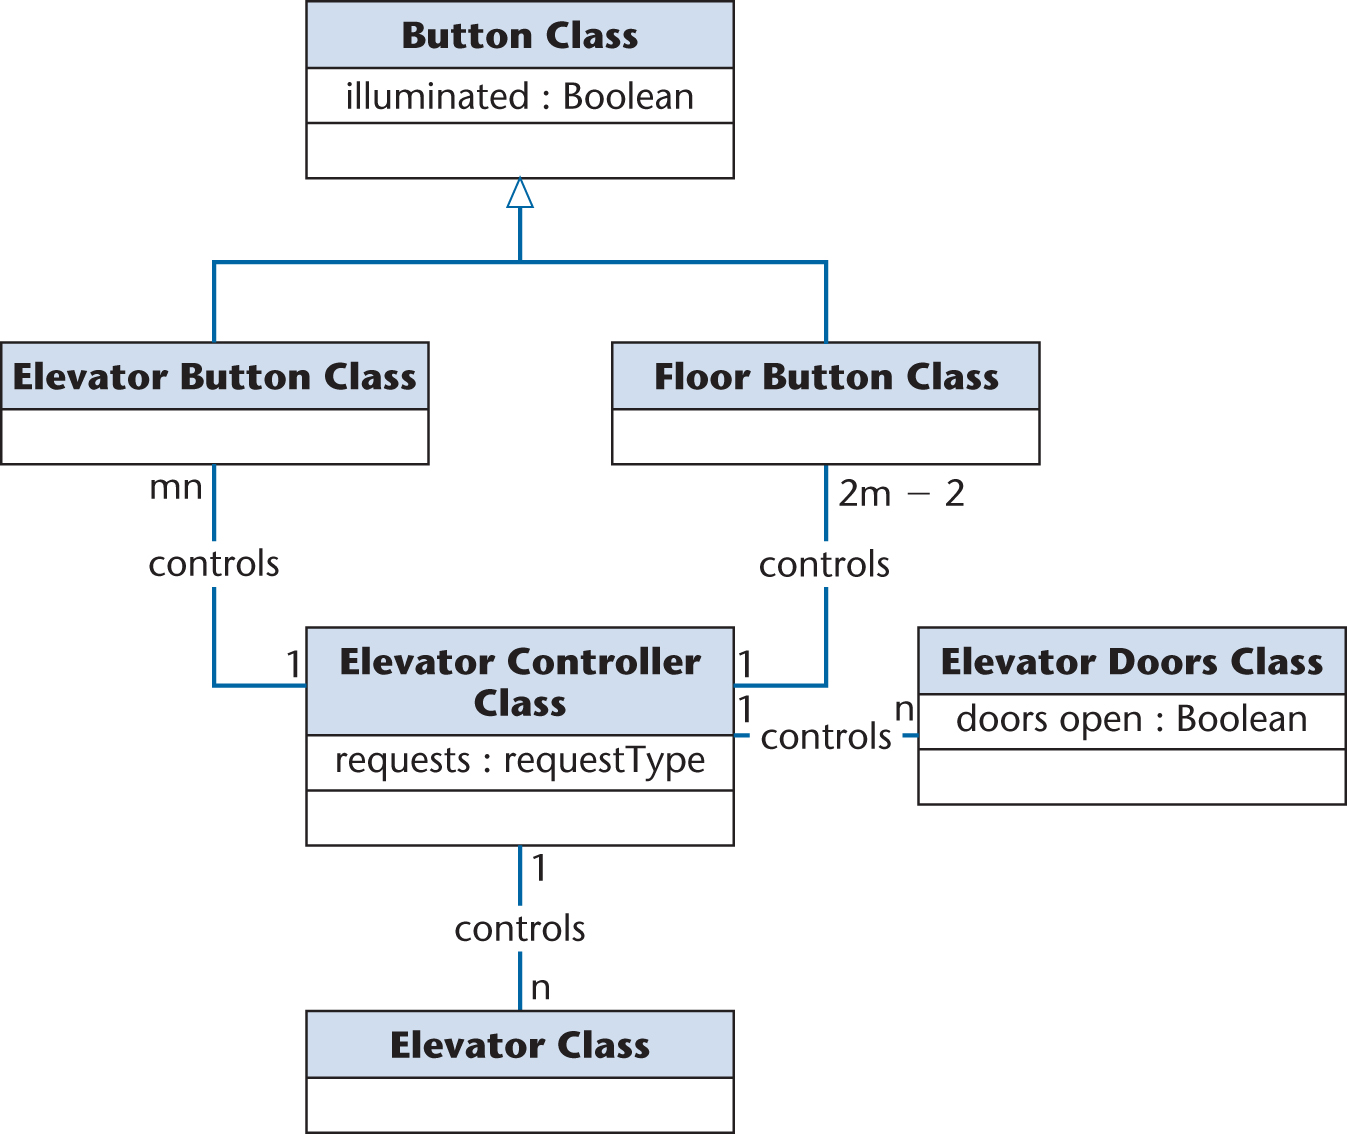 Button Class
illuminated : Boolean
Elevator Button Class
Floor Button Class
mn
2m − 2
controls
controls
1
Elevator Controller
Class
1
1
requests : requestType
controls
n
Elevator Doors Class
doors open : Boolean
1
controls
n
Elevator Class